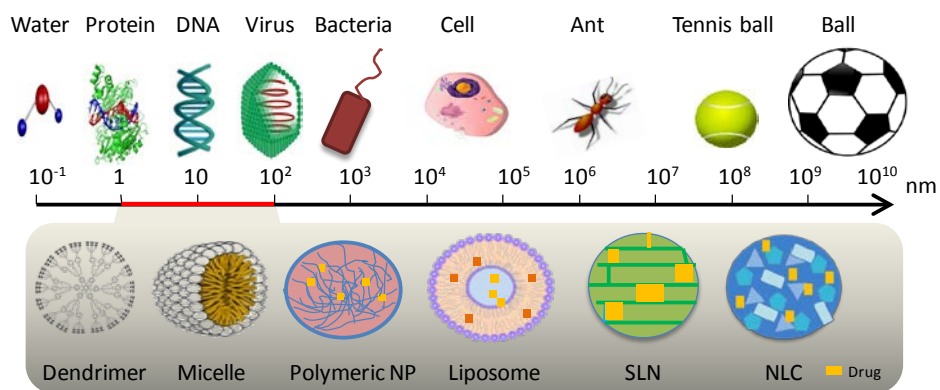 Water Protein DNA Virus Bacteria Cell Ant Tennis ball Ball
10⁻¹ 1 10 10² 10³ 10⁴ 10⁵ 10⁶ 10⁷ 10⁸ 10⁹ 10¹⁰ nm
Dendrimer Micelle Polymeric NP Liposome SLN NLC Drug